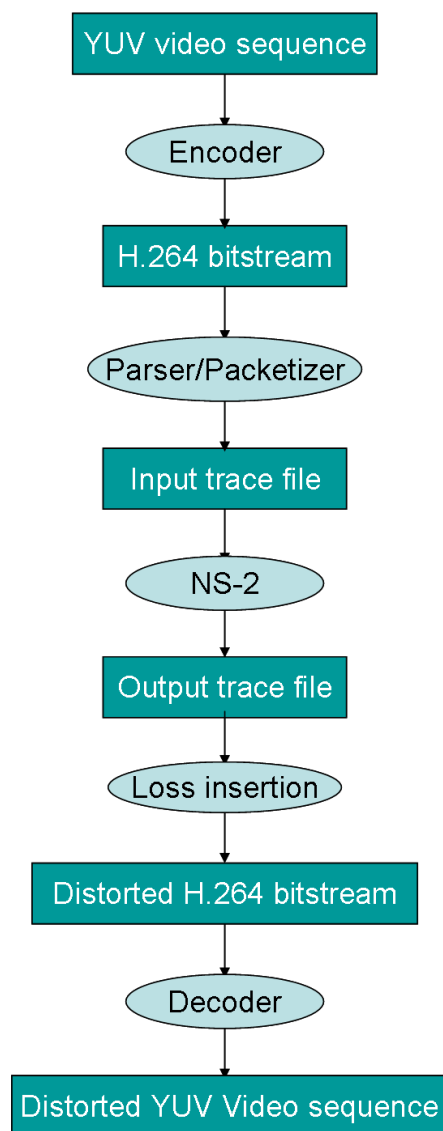 YUV video sequence
Encoder
H.264 bitstream
Parser/Packetizer
Input trace file
NS-2
Output trace file
Loss insertion
Distorted H.264 bitstream
Decoder
Distorted YUV Video sequence